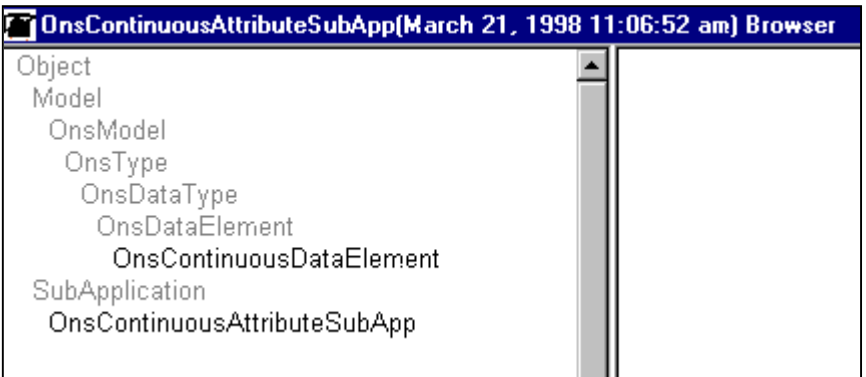 OnsContinuousAttributeSubApp(March 21, 1998 11:06:52 am) Browser
Object
Model
OnsModel
OnsType
OnsDataType
OnsDataElement
OnsContinuousDataElement
SubApplication
OnsContinuousAttributeSubApp